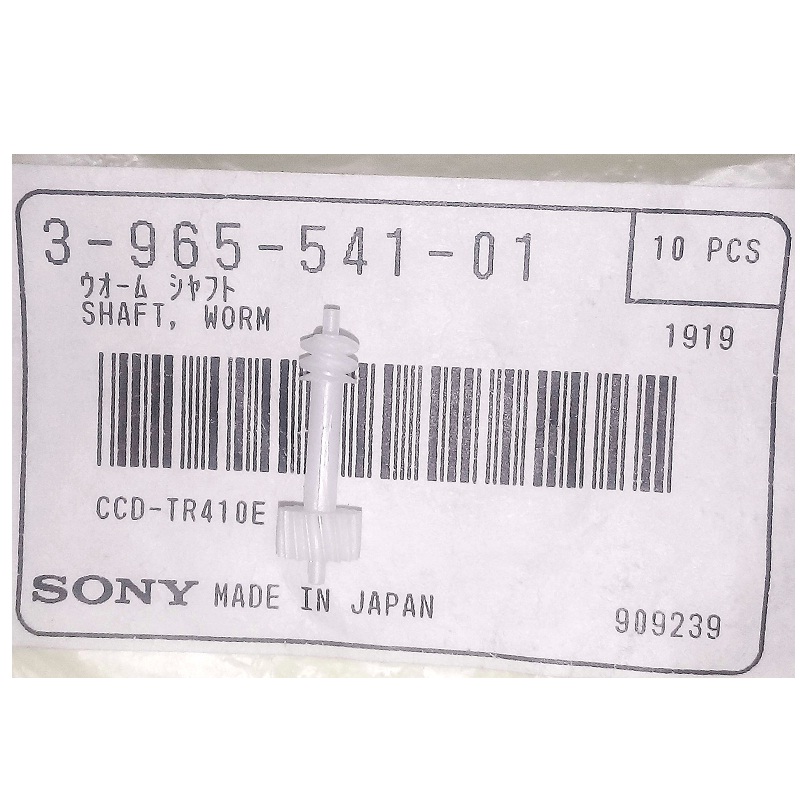 3-965-541-01
10 PCS
ウオーム シヤフト
SHAFT, WORM
1919
CCD-TR410E
SONY MADE IN JAPAN
909239